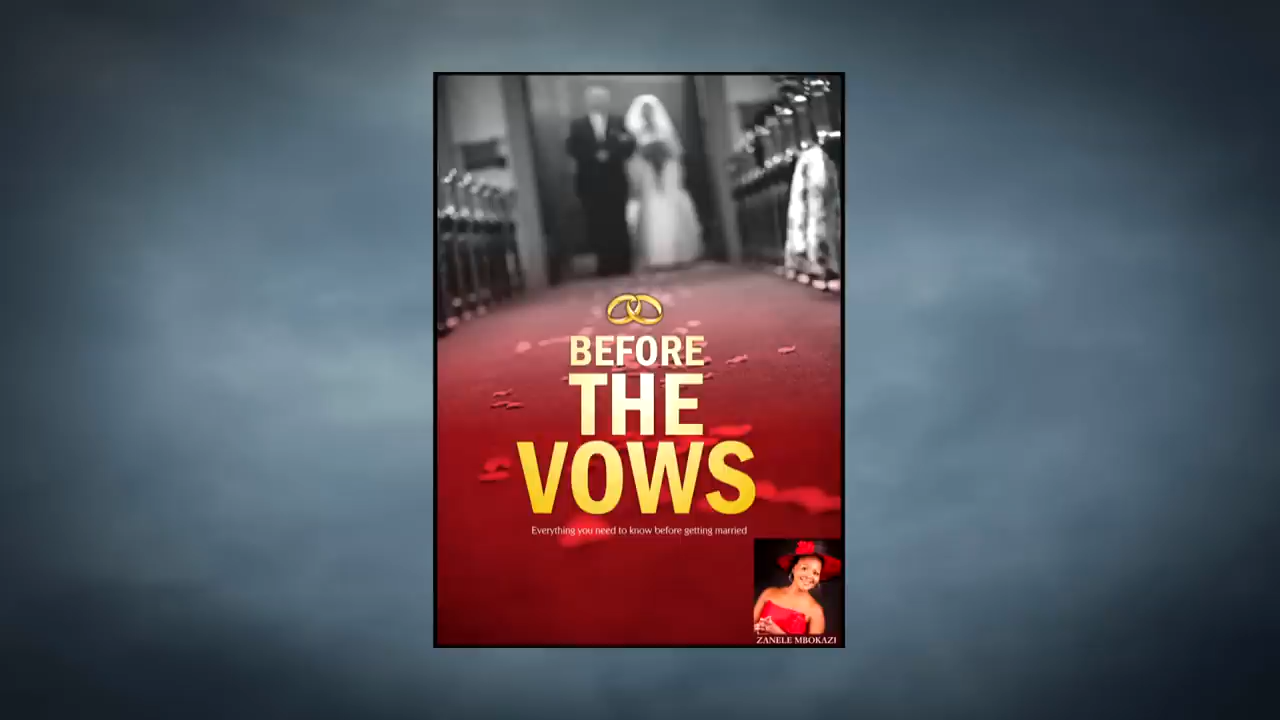 BEFORE
THE
VOWS
Everything you need to know before getting married
ZANELE MBOKAZI